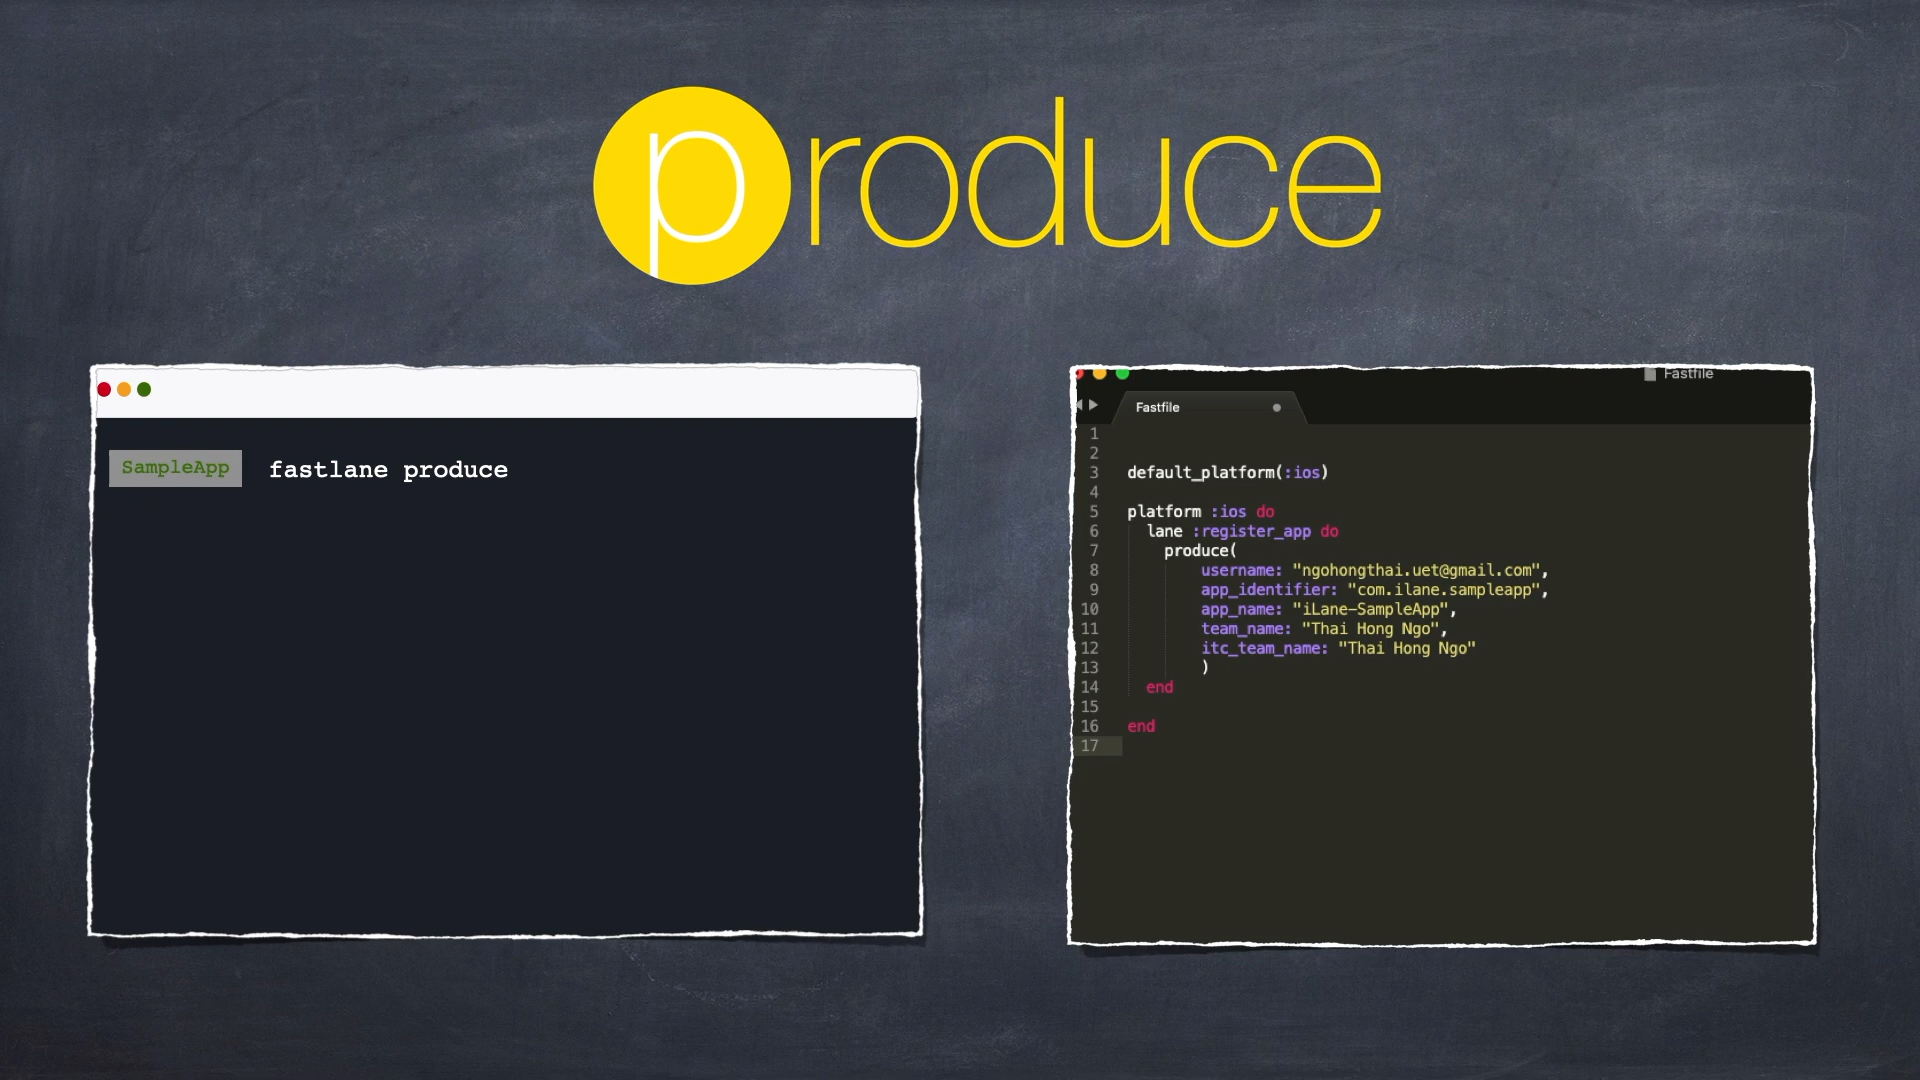 produce
SampleApp fastlane produce
Fastfile
Fastfile
1
2
3 default_platform(:ios)
4
5 platform :ios do
6 lane :register_app do
7 produce(
8 username: "ngohongthai.uet@gmail.com",
9 app_identifier: "com.ilane.sampleapp",
10 app_name: "iLane-SampleApp",
11 team_name: "Thai Hong Ngo",
12 itc_team_name: "Thai Hong Ngo"
13 )
14 end
15
16 end
17